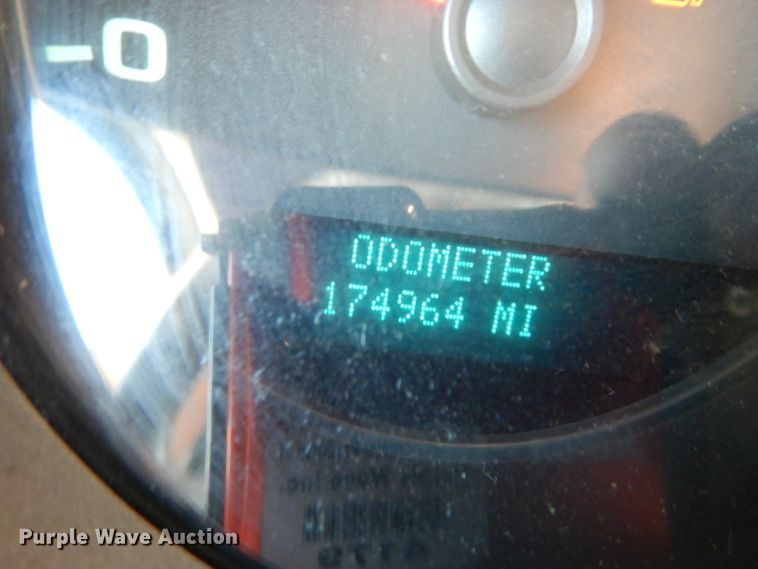 -0
ODOMETER
174964 MI
Purple Wave Auction